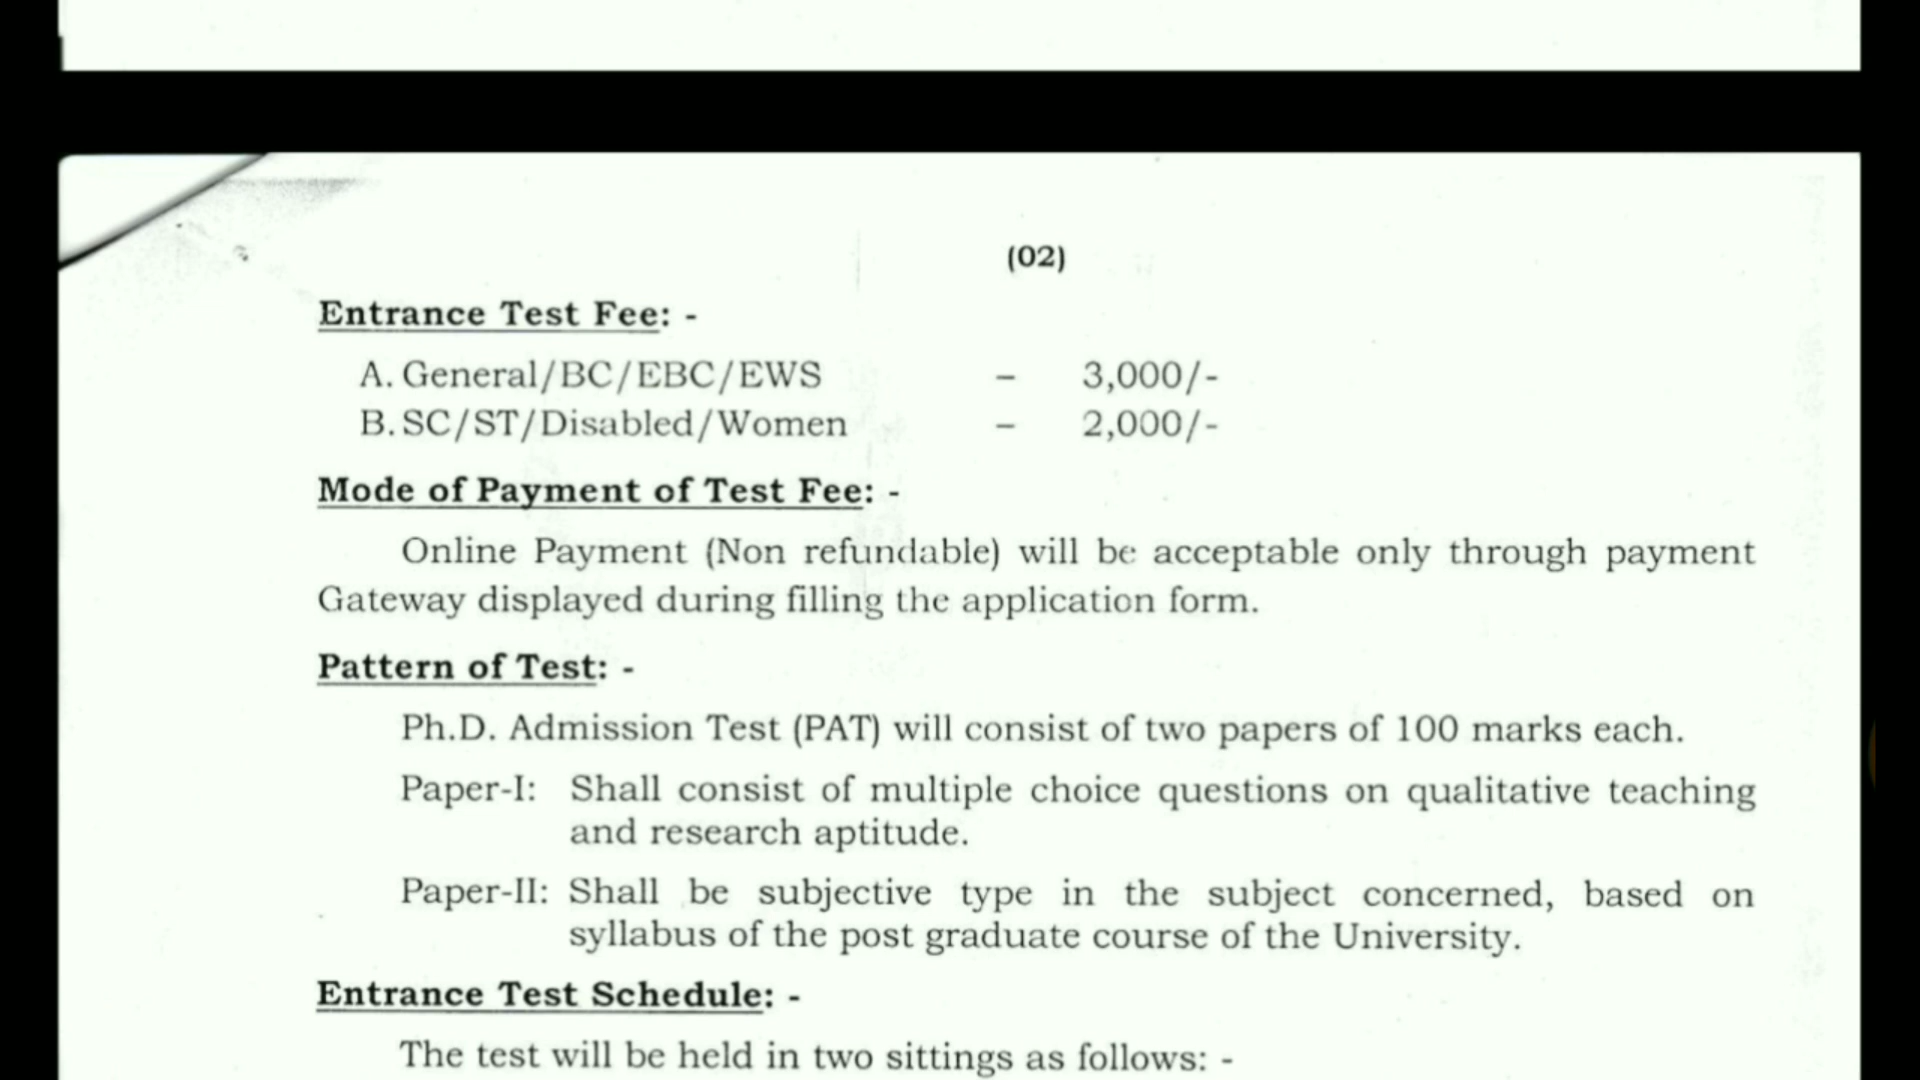 (02)
Entrance Test Fee: -
A. General/BC/EBC/EWS – 3,000/-
B. SC/ST/Disabled/Women – 2,000/-
Mode of Payment of Test Fee: -
Online Payment (Non refundable) will be acceptable only through payment
Gateway displayed during filling the application form.
Pattern of Test: -
Ph.D. Admission Test (PAT) will consist of two papers of 100 marks each.
Paper-I: Shall consist of multiple choice questions on qualitative teaching
and research aptitude.
Paper-II: Shall be subjective type in the subject concerned, based on
syllabus of the post graduate course of the University.
Entrance Test Schedule: -
The test will be held in two sittings as follows: -